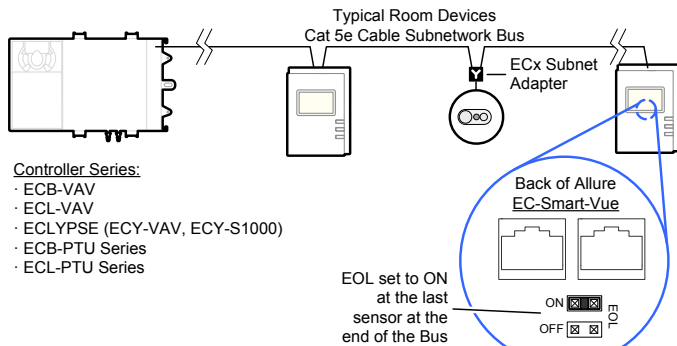 Typical Room Devices
Cat 5e Cable Subnetwork Bus
ECx Subnet
Adapter
Controller Series:
· ECB-VAV
· ECL-VAV
· ECLYPSE (ECY-VAV, ECY-S1000)
· ECB-PTU Series
· ECL-PTU Series
Back of Allure
EC-Smart-Vue
EOL set to ON
at the last
sensor at the
end of the Bus
ON
OFF
EOL